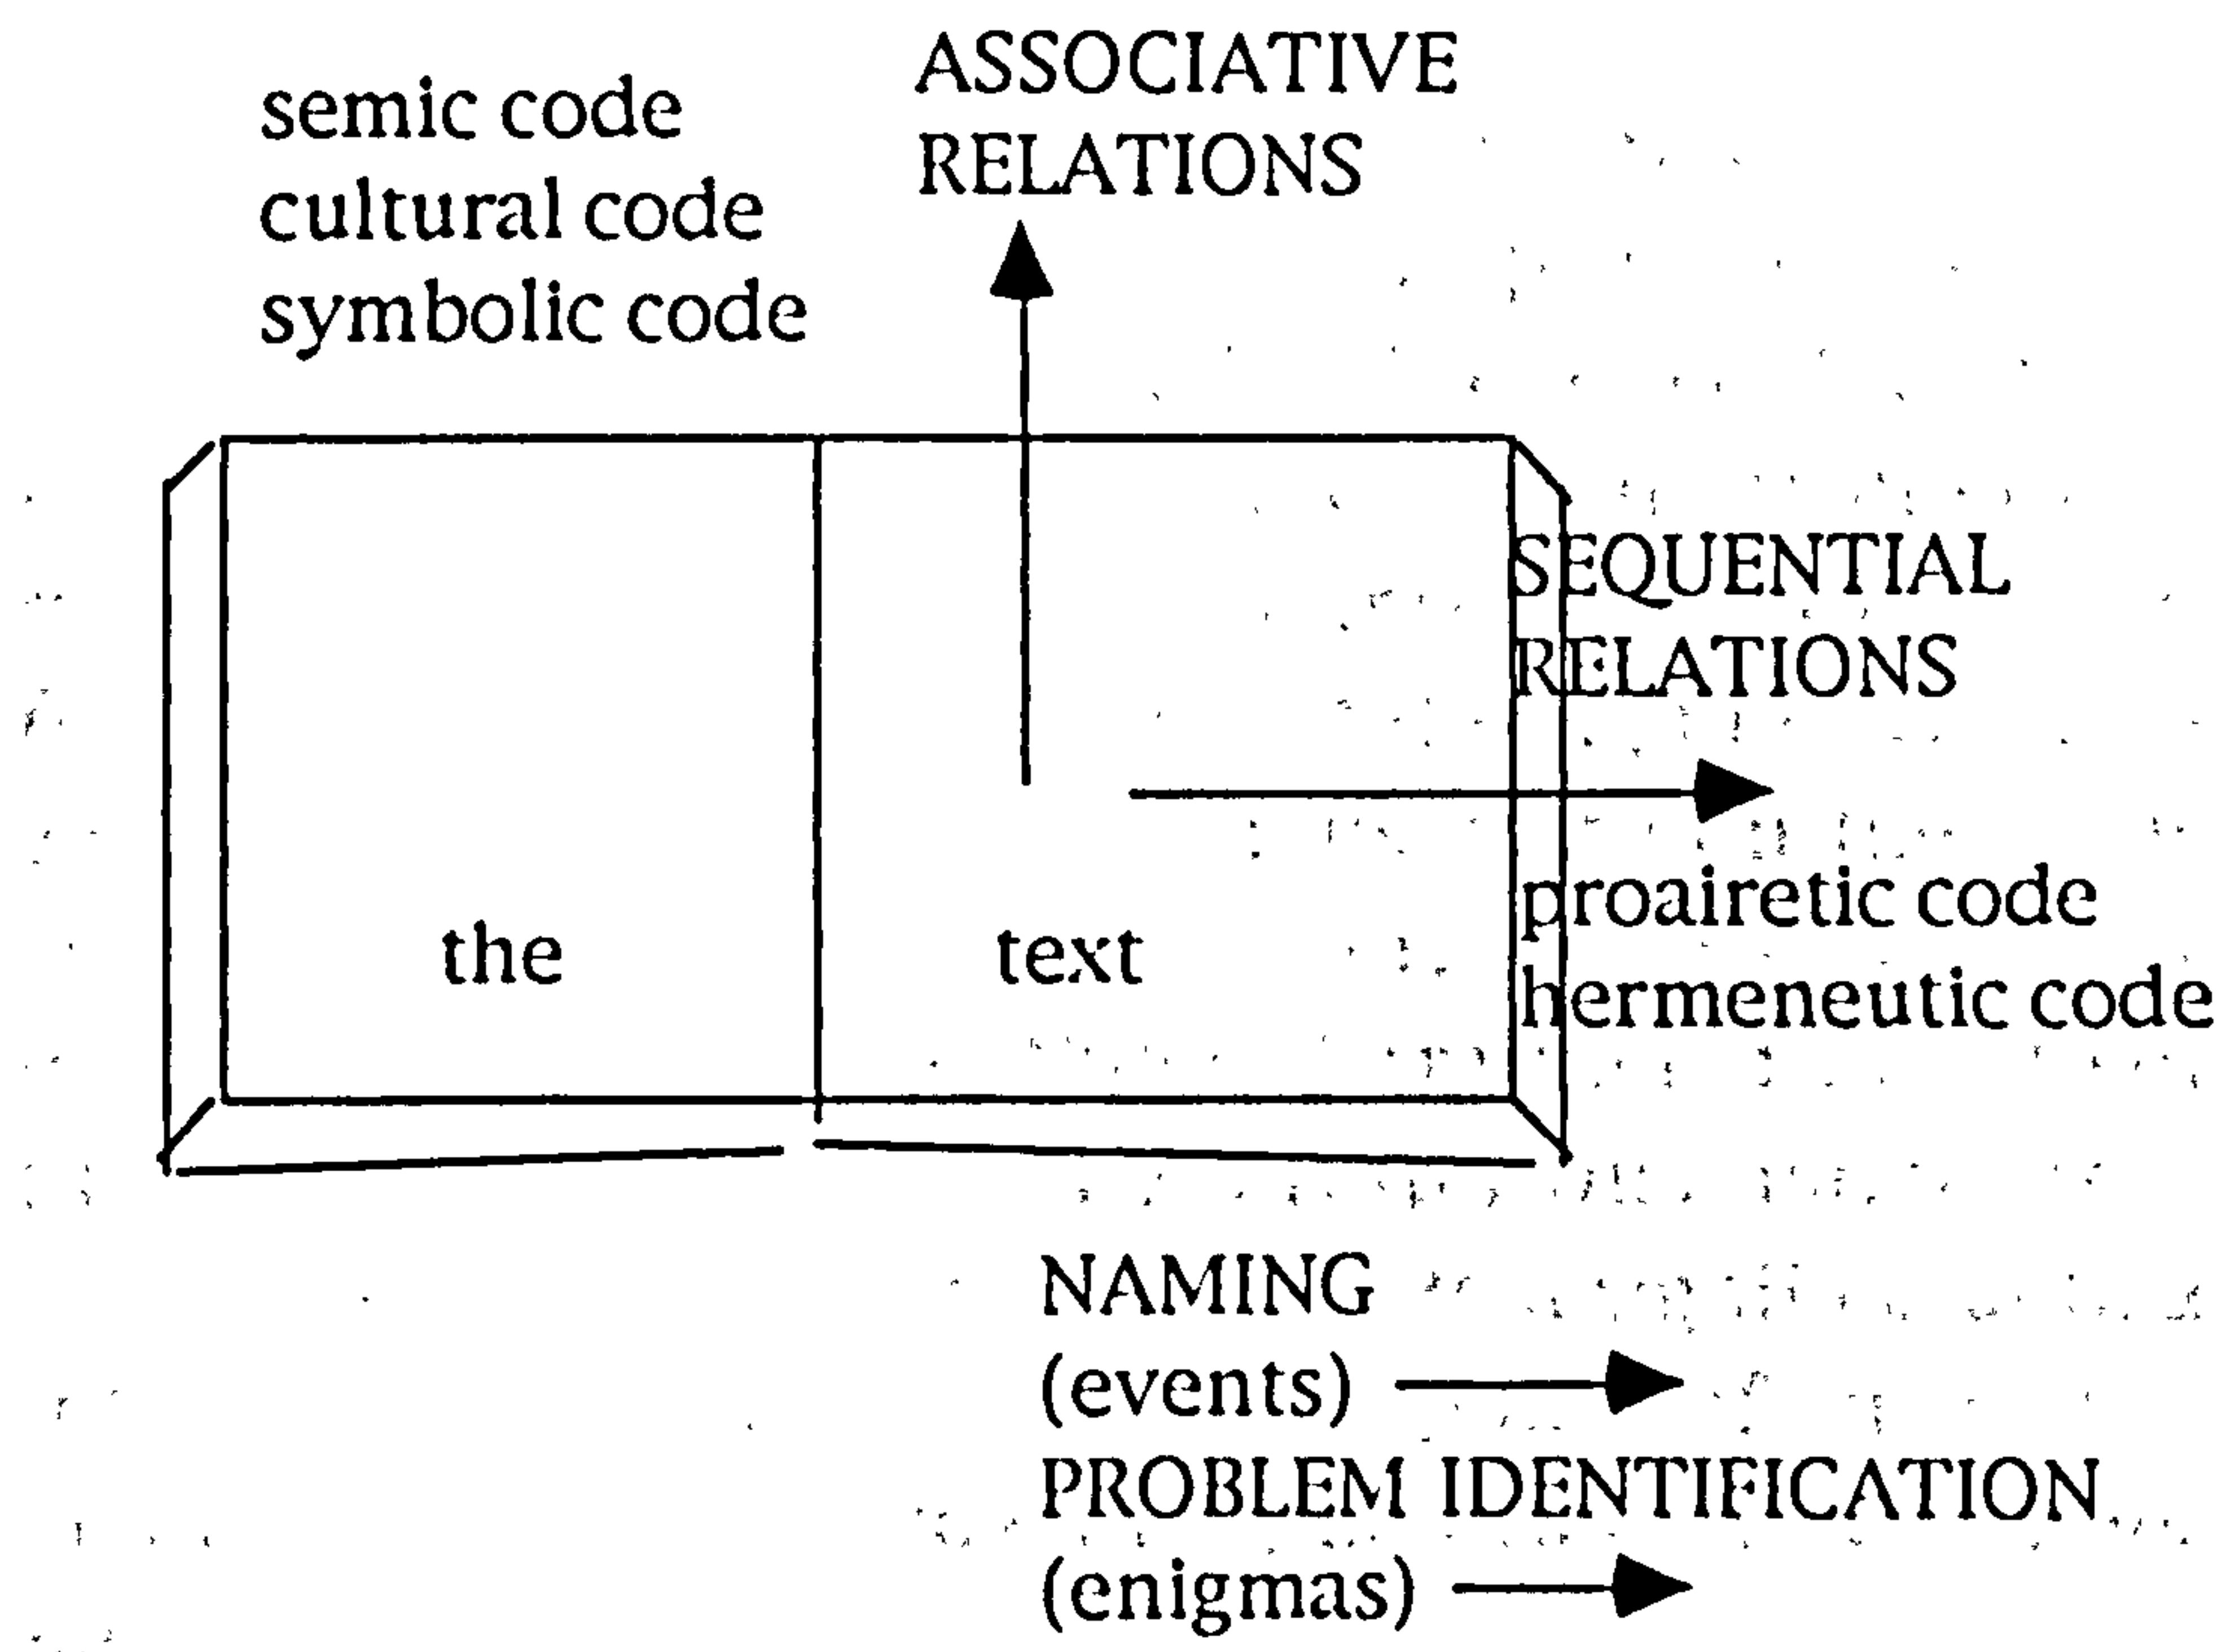 semic code
cultural code
symbolic code
ASSOCIATIVE
RELATIONS
SEQUENTIAL
RELATIONS
the
text
proairetic code
hermeneutic code
NAMING
(events)
PROBLEM IDENTIFICATION
(enigmas)